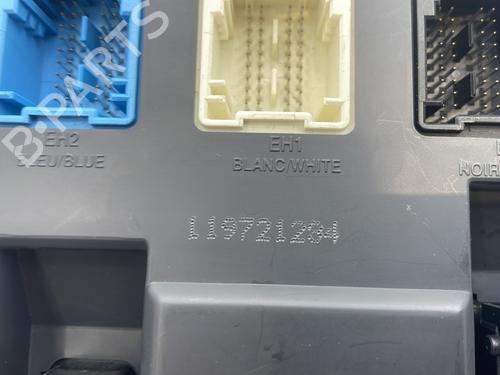 B-PARTS
EH2
BLEU/BLUE
EH1
BLANC/WHITE
NOIR
119721204